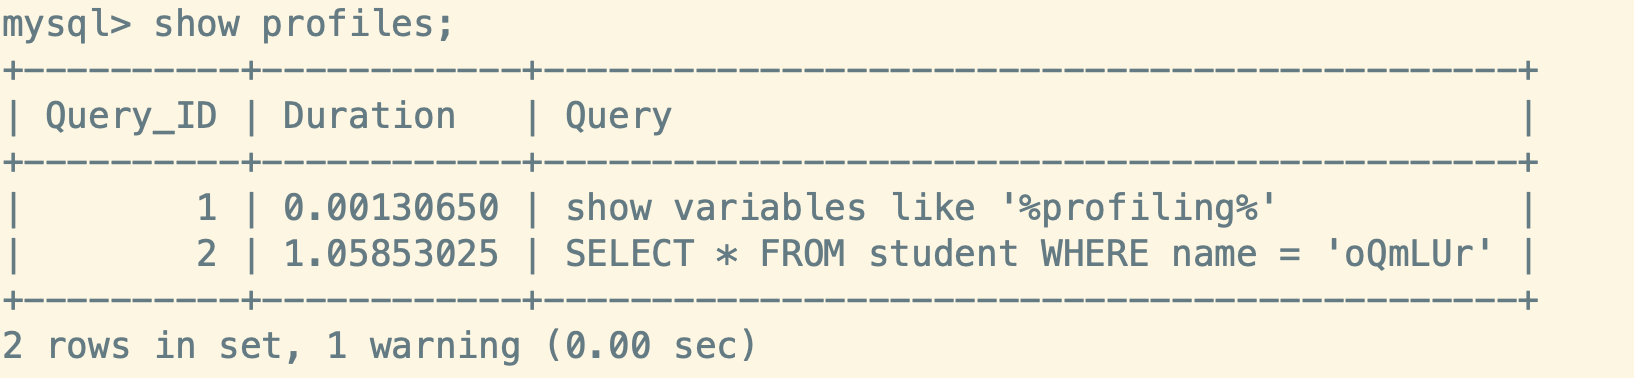 mysql> show profiles;
+----------+------------+---------------------------------------------+
| Query_ID | Duration   | Query                                       |
+----------+------------+---------------------------------------------+
|        1 | 0.00130650 | show variables like '%profiling%'           |
|        2 | 1.05853025 | SELECT * FROM student WHERE name = 'oQmLUr' |
+----------+------------+---------------------------------------------+
2 rows in set, 1 warning (0.00 sec)